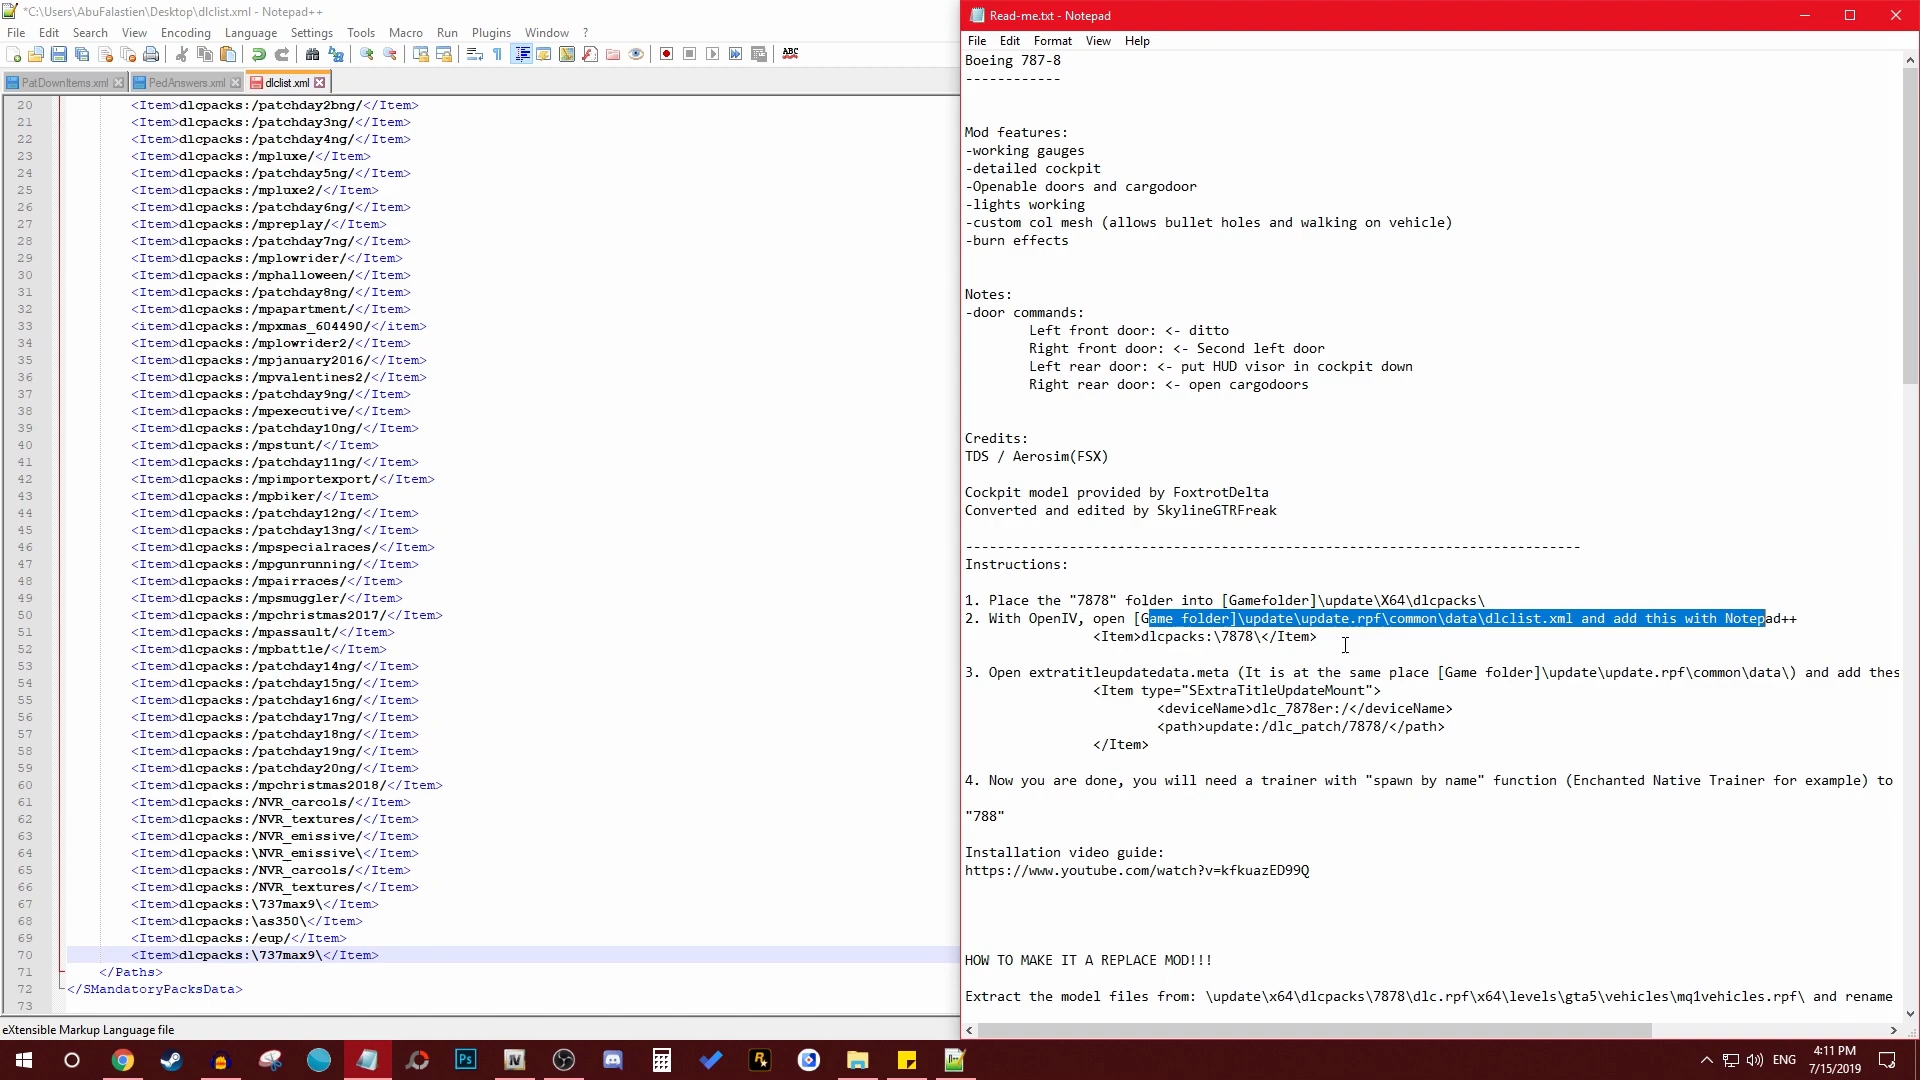 *C:\Users\AbuFalastien\Desktop\dlclist.xml - Notepad++
File Edit Search View Encoding Language Settings Tools Macro Run Plugins Window ?
ABC
PatDownItems.xml PedAnswers.xml dlclist.xml
20 <Item>dlcpacks:/patchday2bng/</Item>
21 <Item>dlcpacks:/patchday3ng/</Item>
22 <Item>dlcpacks:/patchday4ng/</Item>
23 <Item>dlcpacks:/mpluxe/</Item>
24 <Item>dlcpacks:/patchday5ng/</Item>
25 <Item>dlcpacks:/mpluxe2/</Item>
26 <Item>dlcpacks:/patchday6ng/</Item>
27 <Item>dlcpacks:/mpreplay/</Item>
28 <Item>dlcpacks:/patchday7ng/</Item>
29 <Item>dlcpacks:/mplowrider/</Item>
30 <Item>dlcpacks:/mphalloween/</Item>
31 <Item>dlcpacks:/patchday8ng/</Item>
32 <Item>dlcpacks:/mpapartment/</Item>
33 <item>dlcpacks:/mpxmas_604490/</item>
34 <Item>dlcpacks:/mplowrider2/</Item>
35 <Item>dlcpacks:/mpjanuary2016/</Item>
36 <Item>dlcpacks:/mpvalentines2/</Item>
37 <Item>dlcpacks:/patchday9ng/</Item>
38 <Item>dlcpacks:/mpexecutive/</Item>
39 <Item>dlcpacks:/patchday10ng/</Item>
40 <Item>dlcpacks:/mpstunt/</Item>
41 <Item>dlcpacks:/patchday11ng/</Item>
42 <Item>dlcpacks:/mpimportexport/</Item>
43 <Item>dlcpacks:/mpbiker/</Item>
44 <Item>dlcpacks:/patchday12ng/</Item>
45 <Item>dlcpacks:/patchday13ng/</Item>
46 <Item>dlcpacks:/mpspecialraces/</Item>
47 <Item>dlcpacks:/mpgunrunning/</Item>
48 <Item>dlcpacks:/mpairraces/</Item>
49 <Item>dlcpacks:/mpsmuggler/</Item>
50 <Item>dlcpacks:/mpchristmas2017/</Item>
51 <Item>dlcpacks:/mpassault/</Item>
52 <Item>dlcpacks:/mpbattle/</Item>
53 <Item>dlcpacks:/patchday14ng/</Item>
54 <Item>dlcpacks:/patchday15ng/</Item>
55 <Item>dlcpacks:/patchday16ng/</Item>
56 <Item>dlcpacks:/patchday17ng/</Item>
57 <Item>dlcpacks:/patchday18ng/</Item>
58 <Item>dlcpacks:/patchday19ng/</Item>
59 <Item>dlcpacks:/patchday20ng/</Item>
60 <Item>dlcpacks:/mpchristmas2018/</Item>
61 <Item>dlcpacks:/NVR_carcols/</Item>
62 <Item>dlcpacks:/NVR_textures/</Item>
63 <Item>dlcpacks:/NVR_emissive/</Item>
64 <Item>dlcpacks:\NVR_emissive\</Item>
65 <Item>dlcpacks:/NVR_carcols/</Item>
66 <Item>dlcpacks:/NVR_textures/</Item>
67 <Item>dlcpacks:\737max9\</Item>
68 <Item>dlcpacks:\as350\</Item>
69 <Item>dlcpacks:/eup/</Item>
70 <Item>dlcpacks:\737max9\</Item>
71 </Paths>
72 </SMandatoryPacksData>
73
eXtensible Markup Language file
Read-me.txt - Notepad
File Edit Format View Help
Boeing 787-8
------------
Mod features:
-working gauges
-detailed cockpit
-Openable doors and cargodoor
-lights working
-custom col mesh (allows bullet holes and walking on vehicle)
-burn effects
Notes:
-door commands:
Left front door: <- ditto
Right front door: <- Second left door
Left rear door: <- put HUD visor in cockpit down
Right rear door: <- open cargodoors
Credits:
TDS / Aerosim(FSX)
Cockpit model provided by FoxtrotDelta
Converted and edited by SkylineGTRFreak
-----------------------------------------------------------------------------
Instructions:
1. Place the "7878" folder into [Gamefolder]\update\X64\dlcpacks\
2. With OpenIV, open [Game folder]\update\update.rpf\common\data\dlclist.xml and add this with Notepad++
<Item>dlcpacks:\7878\</Item>
3. Open extratitleupdatedata.meta (It is at the same place [Game folder]\update\update.rpf\common\data\) and add thes
<Item type="SExtraTitleUpdateMount">
<deviceName>dlc_7878er:/</deviceName>
<path>update:/dlc_patch/7878/</path>
</Item>
4. Now you are done, you will need a trainer with "spawn by name" function (Enchanted Native Trainer for example) to
"788"
Installation video guide:
https://www.youtube.com/watch?v=kfkuazED99Q
HOW TO MAKE IT A REPLACE MOD!!!
Extract the model files from: \update\x64\dlcpacks\7878\dlc.rpf\x64\levels\gta5\vehicles\mq1vehicles.rpf\ and rename
Ps IV R ENG 4:11 PM
7/15/2019